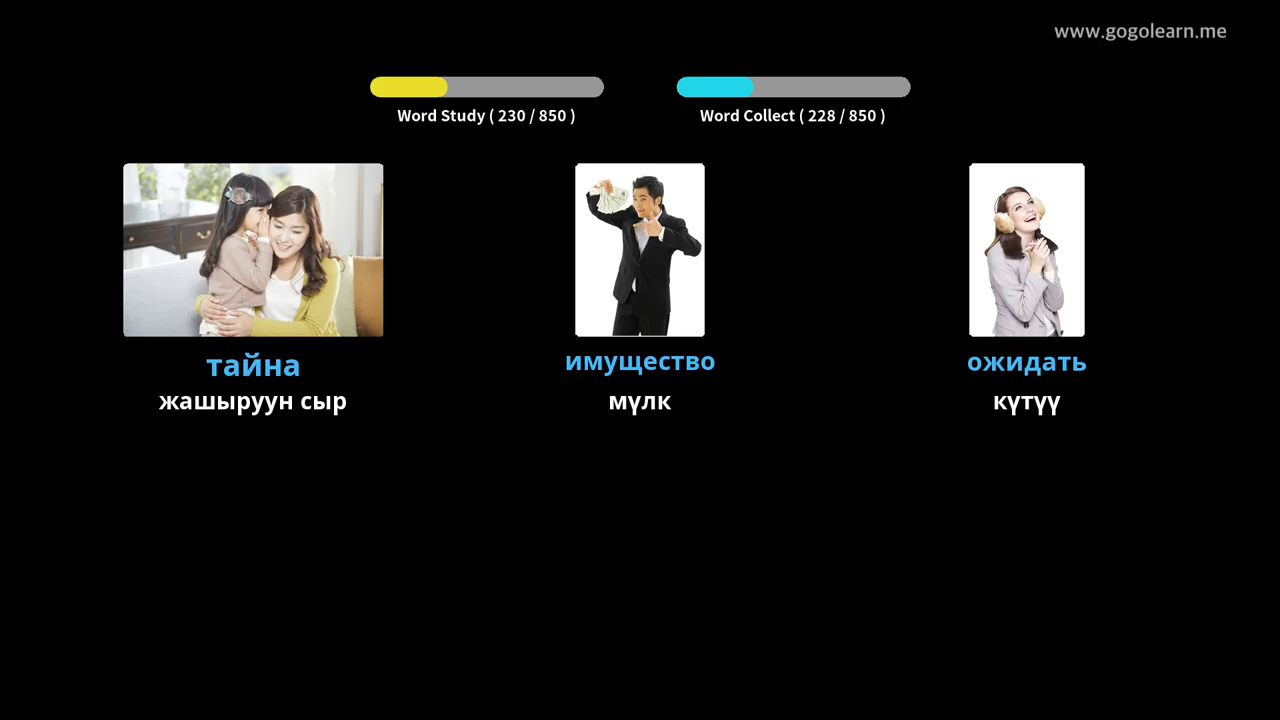 www.gogolearn.me
Word Study ( 230 / 850 )
Word Collect ( 228 / 850 )
тайна
жашыруун сыр
имущество
мүлк
ожидать
күтүү